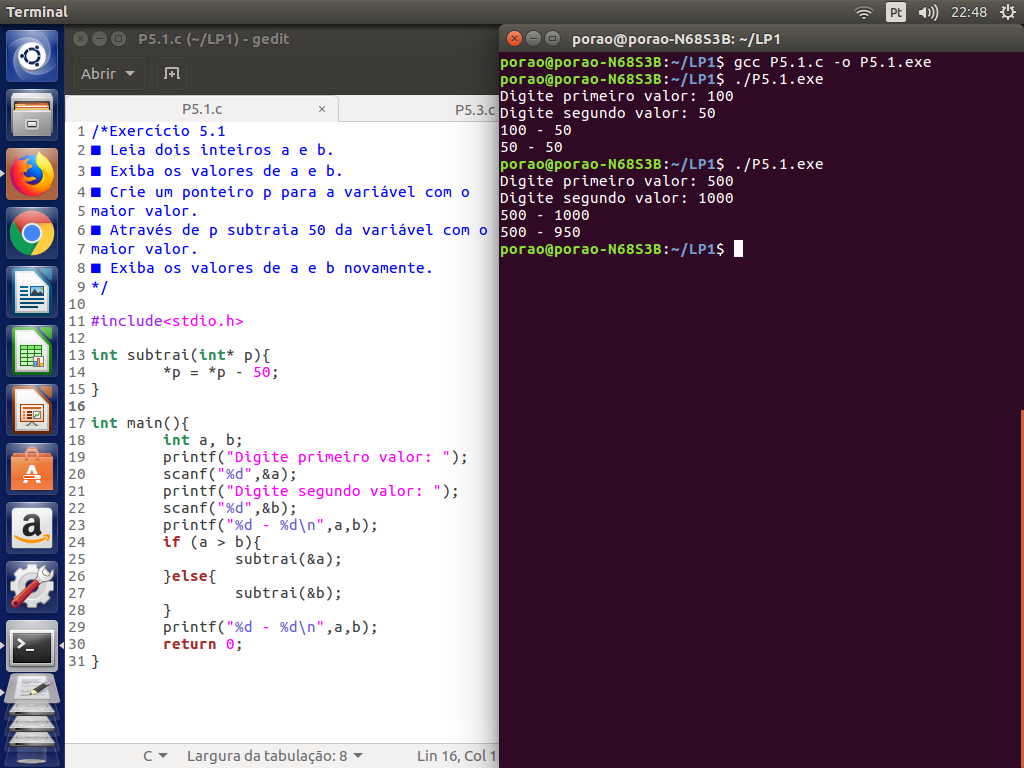 Terminal
Pt
22:48
P5.1.c (~/LP1) - gedit
Abrir
P5.1.c ×
P5.3.c
1 /*Exercício 5.1
2 ■ Leia dois inteiros a e b.
3 ■ Exiba os valores de a e b.
4 ■ Crie um ponteiro p para a variável com o
5 maior valor.
6 ■ Através de p subtraia 50 da variável com o
7 maior valor.
8 ■ Exiba os valores de a e b novamente.
9 */
10
11 #include<stdio.h>
12
13 int subtrai(int* p){
14 *p = *p - 50;
15 }
16
17 int main(){
18 int a, b;
19 printf("Digite primeiro valor: ");
20 scanf("%d",&a);
21 printf("Digite segundo valor: ");
22 scanf("%d",&b);
23 printf("%d - %d\n",a,b);
24 if (a > b){
25 subtrai(&a);
26 }else{
27 subtrai(&b);
28 }
29 printf("%d - %d\n",a,b);
30 return 0;
31 }
C
Largura da tabulação: 8
Lin 16, Col 1
porao@porao-N68S3B: ~/LP1
porao@porao-N68S3B:~/LP1$ gcc P5.1.c -o P5.1.exe
porao@porao-N68S3B:~/LP1$ ./P5.1.exe
Digite primeiro valor: 100
Digite segundo valor: 50
100 - 50
50 - 50
porao@porao-N68S3B:~/LP1$ ./P5.1.exe
Digite primeiro valor: 500
Digite segundo valor: 1000
500 - 1000
500 - 950
porao@porao-N68S3B:~/LP1$